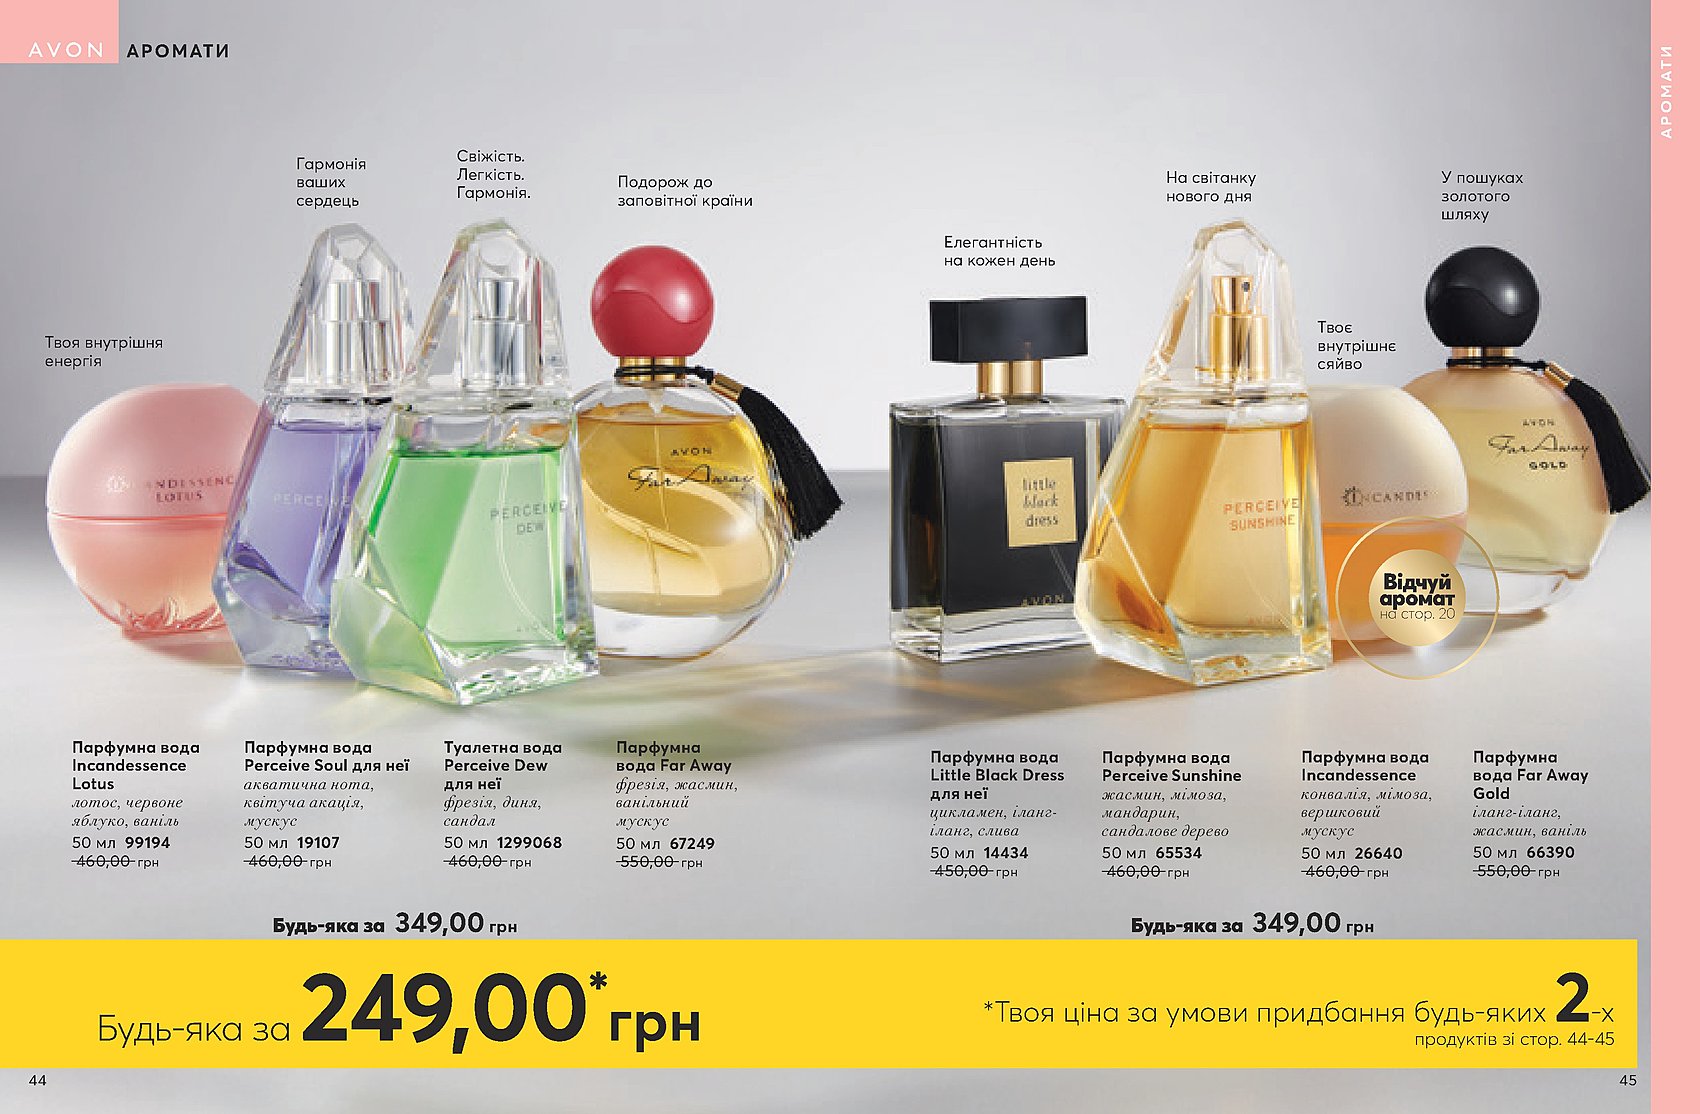 AVON АРОМАТИ
АРОМАТИ
Гармонія
ваших
сердець
Свіжість.
Легкість.
Гармонія.
Подорож до
заповітної країни
Твоя внутрішня
енергія
Елегантність
на кожен день
На світанку
нового дня
Твоє
внутрішнє
сяйво
У пошуках
золотого
шляху
INCANDESSENC
LOTUS
PERCEIVE
PERCEIVE
DEW
AVON
Far Away
little
black
dress
AVON
PERCEIVE
SUNSHINE
INCANDES
AVON
Far Away
GOLD
Відчуй
аромат
на стор. 20
Парфумна вода
Incandessence
Lotus
лотос, червоне
яблуко, ваніль
50 мл 99194
460,00 грн
Парфумна вода
Perceive Soul для неї
акватична нота,
квітуча акація,
мускус
50 мл 19107
460,00 грн
Туалетна вода
Perceive Dew
для неї
фрезія, диня,
сандал
50 мл 1299068
460,00 грн
Парфумна
вода Far Away
фрезія, жасмин,
ванільний
мускус
50 мл 67249
550,00 грн
Парфумна вода
Little Black Dress
для неї
цикламен, іланг-
іланг, слива
50 мл 14434
450,00 грн
Парфумна вода
Perceive Sunshine
жасмин, мімоза,
мандарин,
сандалове дерево
50 мл 65534
460,00 грн
Парфумна вода
Incandessence
конвалія, мімоза,
вершковий
мускус
50 мл 26640
460,00 грн
Парфумна
вода Far Away
Gold
іланг-іланг,
жасмин, ваніль
50 мл 66390
550,00 грн
Будь-яка за 349,00 грн
Будь-яка за 349,00 грн
Будь-яка за 249,00* грн
*Твоя ціна за умови придбання будь-яких 2-х
продуктів зі стор. 44-45
44
45